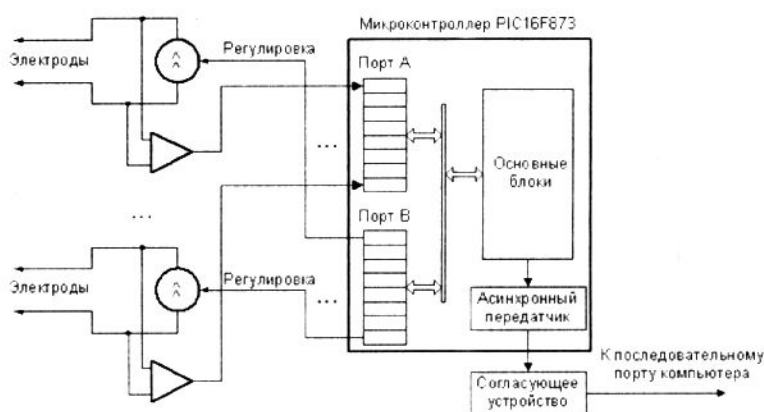 Микроконтроллер PIC16F873
Электроды
Регулировка
Порт А
...
Основные
блоки
...
Порт В
Электроды
Регулировка
...
Асинхронный
передатчик
К последовательному
порту компьютера
Согласующее
устройство